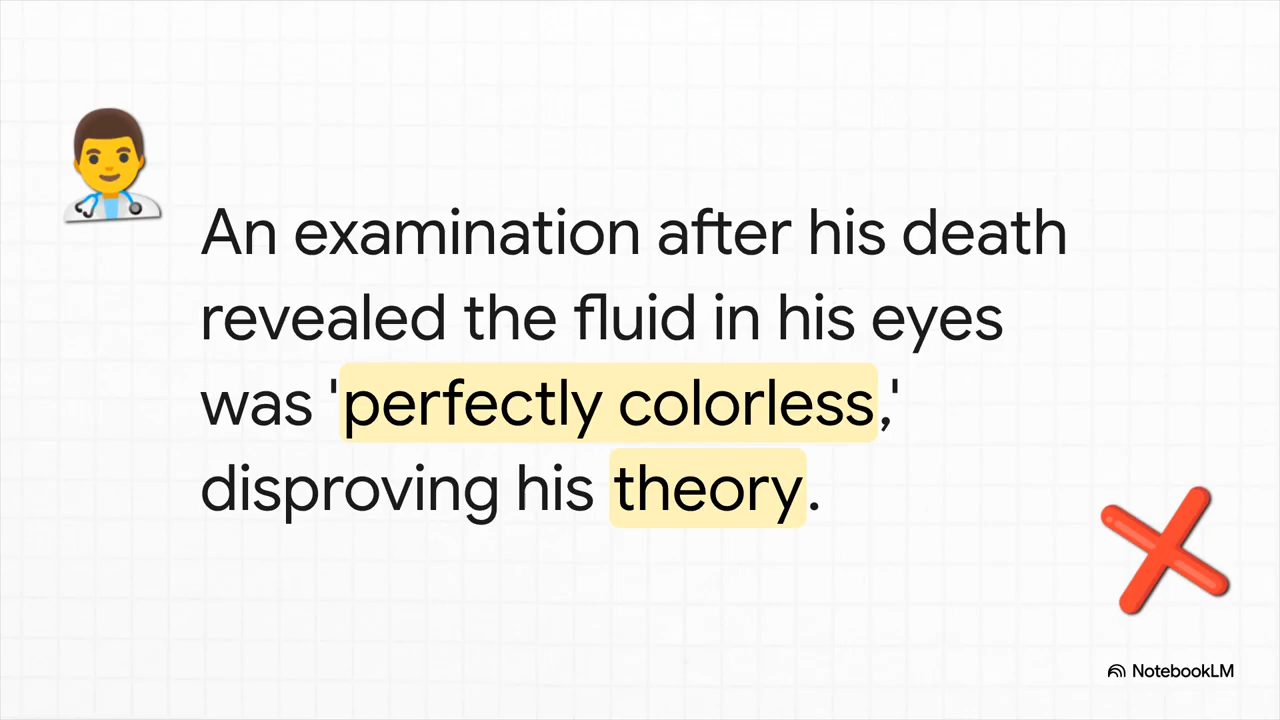 An examination after his death
revealed the fluid in his eyes
was 'perfectly colorless,'
disproving his theory.
NotebookLM